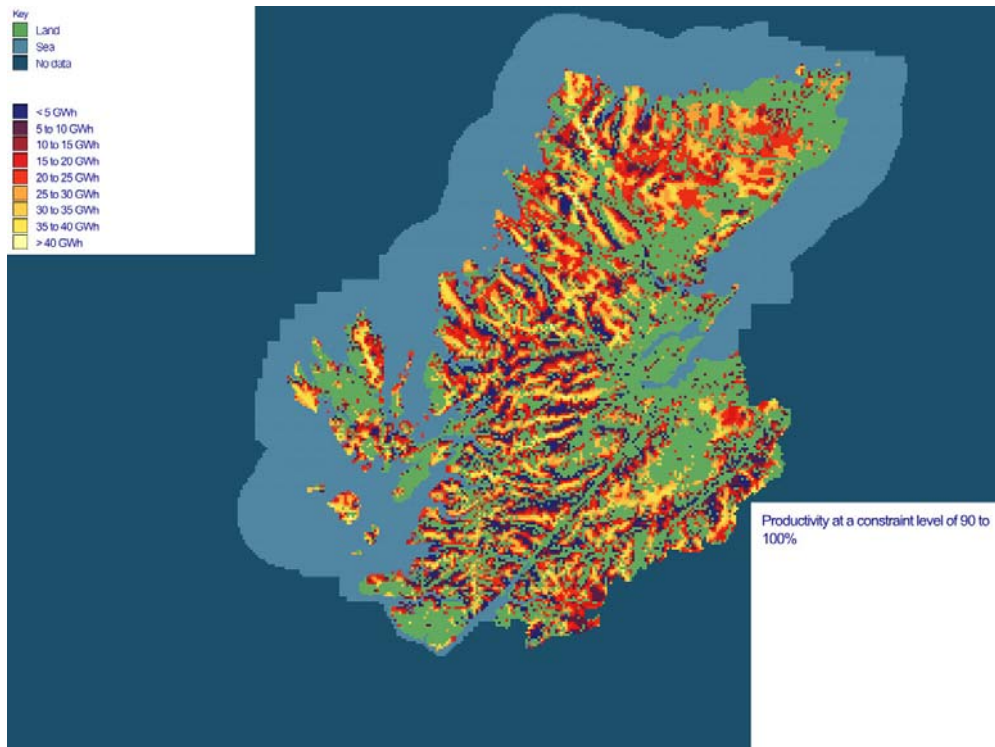 Key
Land
Sea
No data
< 5 GWh
5 to 10 GWh
10 to 15 GWh
15 to 20 GWh
20 to 25 GWh
25 to 30 GWh
30 to 35 GWh
35 to 40 GWh
> 40 GWh
Productivity at a constraint level of 90 to
100%